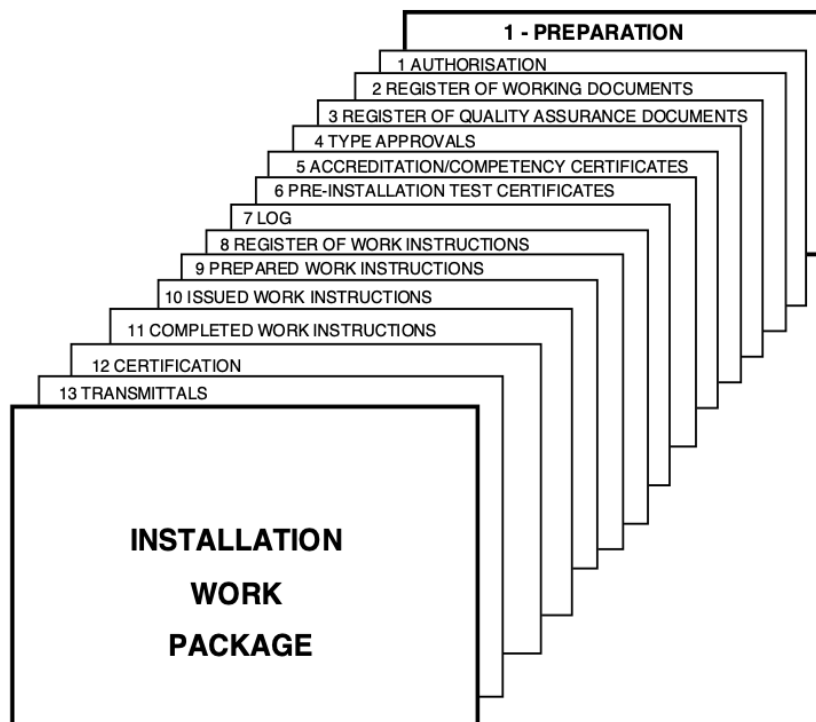 1 - PREPARATION
1 AUTHORISATION
2 REGISTER OF WORKING DOCUMENTS
3 REGISTER OF QUALITY ASSURANCE DOCUMENTS
4 TYPE APPROVALS
5 ACCREDITATION/COMPETENCY CERTIFICATES
6 PRE-INSTALLATION TEST CERTIFICATES
7 LOG
8 REGISTER OF WORK INSTRUCTIONS
9 PREPARED WORK INSTRUCTIONS
10 ISSUED WORK INSTRUCTIONS
11 COMPLETED WORK INSTRUCTIONS
12 CERTIFICATION
13 TRANSMITTALS
INSTALLATION
WORK
PACKAGE